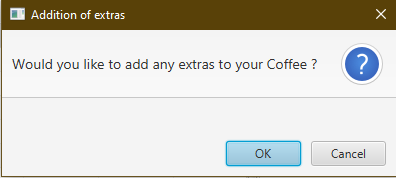 Addition of extras
Would you like to add any extras to your Coffee ?
?
OK
Cancel